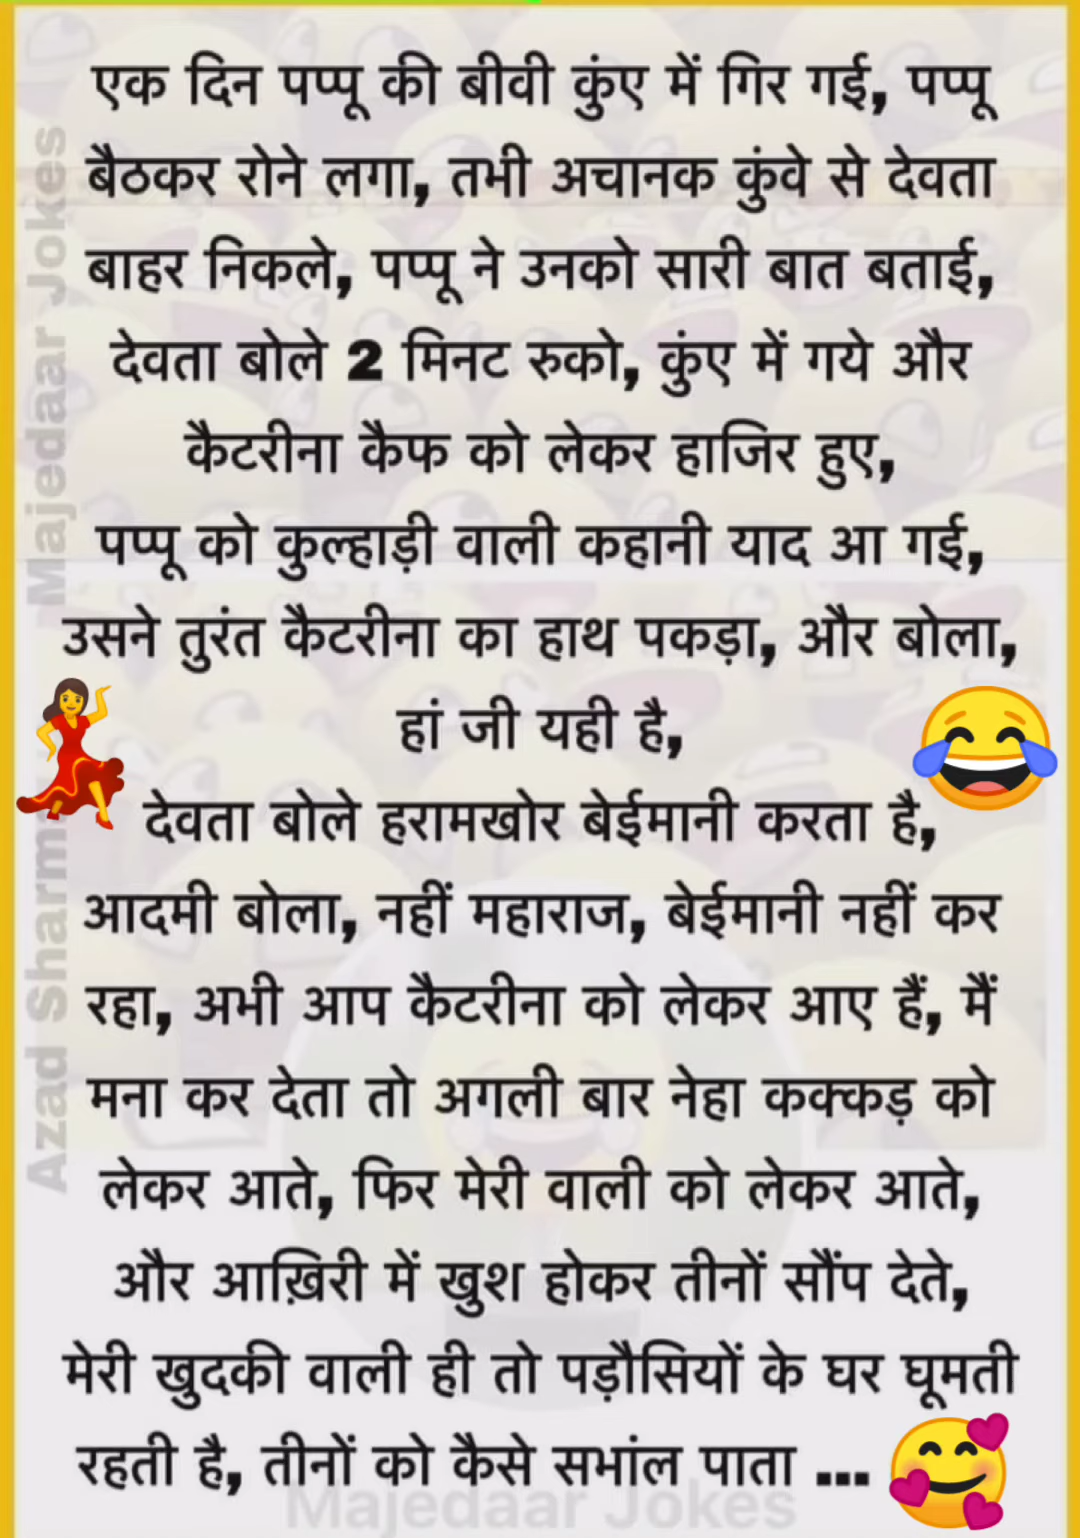 एक दिन पप्पू की बीवी कुंए में गिर गई, पप्पू
बैठकर रोने लगा, तभी अचानक कुंवे से देवता
बाहर निकले, पप्पू ने उनको सारी बात बताई,
देवता बोले 2 मिनट रुको, कुंए में गये और
कैटरीना कैफ को लेकर हाजिर हुए,
पप्पू को कुल्हाड़ी वाली कहानी याद आ गई,
उसने तुरंत कैटरीना का हाथ पकड़ा, और बोला,
हां जी यही है,
देवता बोले हरामखोर बेईमानी करता है,
आदमी बोला, नहीं महाराज, बेईमानी नहीं कर
रहा, अभी आप कैटरीना को लेकर आए हैं, मैं
मना कर देता तो अगली बार नेहा कक्कड़ को
लेकर आते, फिर मेरी वाली को लेकर आते,
और आख़िरी में खुश होकर तीनों सौंप देते,
मेरी खुदकी वाली ही तो पड़ौसियों के घर घूमती
रहती है, तीनों को कैसे सभांल पाता ...
Majedaar Jokes
Azad Sharma
Majedaar Jokes